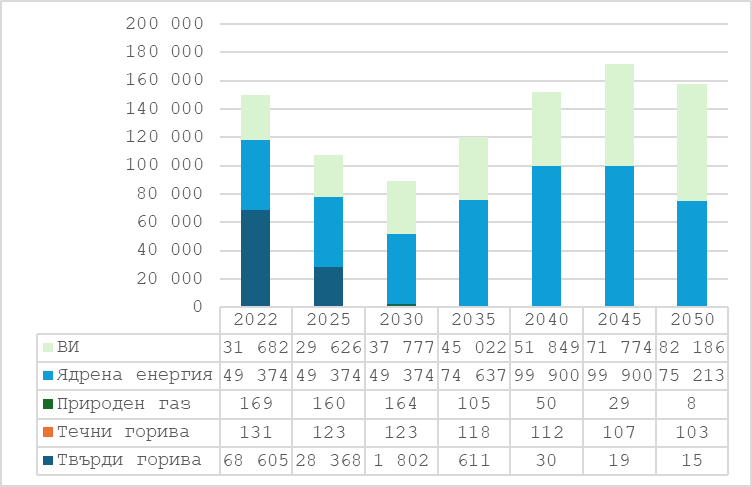 200 000
180 000
160 000
140 000
120 000
100 000
80 000
60 000
40 000
20 000
0
2022 2025 2030 2035 2040 2045 2050
ВИ 31 682 29 626 37 777 45 022 51 849 71 774 82 186
Ядрена енергия 49 374 49 374 49 374 74 637 99 900 99 900 75 213
Природен газ 169 160 164 105 50 29 8
Течни горива 131 123 123 118 112 107 103
Твърди горива 68 605 28 368 1 802 611 30 19 15